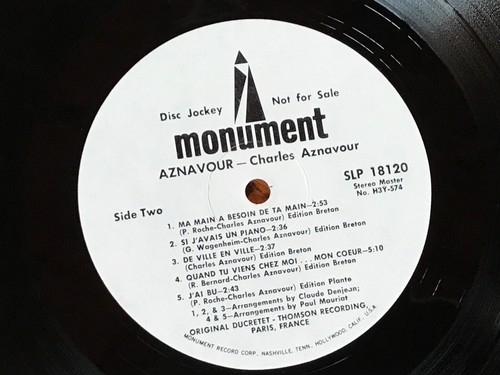 Disc Jockey Not for Sale
monument
AZNAVOUR — Charles Aznavour
SLP 18120
Stereo Master
No. H3Y-574
Side Two
1. MA MAIN A BESOIN DE TA MAIN—2:53
(P. Roche-Charles Aznavour) Edition Breton
2. SI J'AVAIS UN PIANO—2:36
(G. Wagenheim-Charles Aznavour) Edition Breton
3. DE VILLE EN VILLE—2:37
(Charles Aznavour) Edition Breton
4. QUAND TU VIENS CHEZ MOI . . . MON COEUR—5:10
(R. Bernard-Charles Aznavour) Edition Breton
5. J'AI BU—2:43
(P. Roche-Charles Aznavour) Edition Plante
1, 2, & 3—Arrangements by Claude Denjean;
4 & 5—Arrangements by Paul Mouriat
ORIGINAL DUCRETET - THOMSON RECORDING,
PARIS, FRANCE
MONUMENT RECORD CORP. NASHVILLE, TENN. HOLLYWOOD, CALIF. U.S.A.